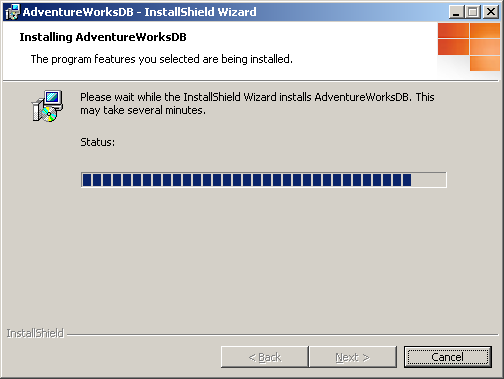 AdventureWorksDB - InstallShield Wizard
Installing AdventureWorksDB
The program features you selected are being installed.
Please wait while the InstallShield Wizard installs AdventureWorksDB. This
may take several minutes.
Status:
InstallShield
< Back
Next >
Cancel